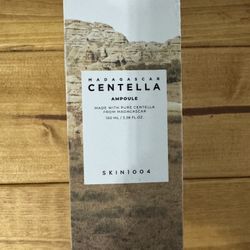 MADAGASCAR
CENTELLA
AMPOULE
MADE WITH PURE CENTELLA
FROM MADAGASCAR
100 ML / 3.38 FL.OZ.
SKIN1004